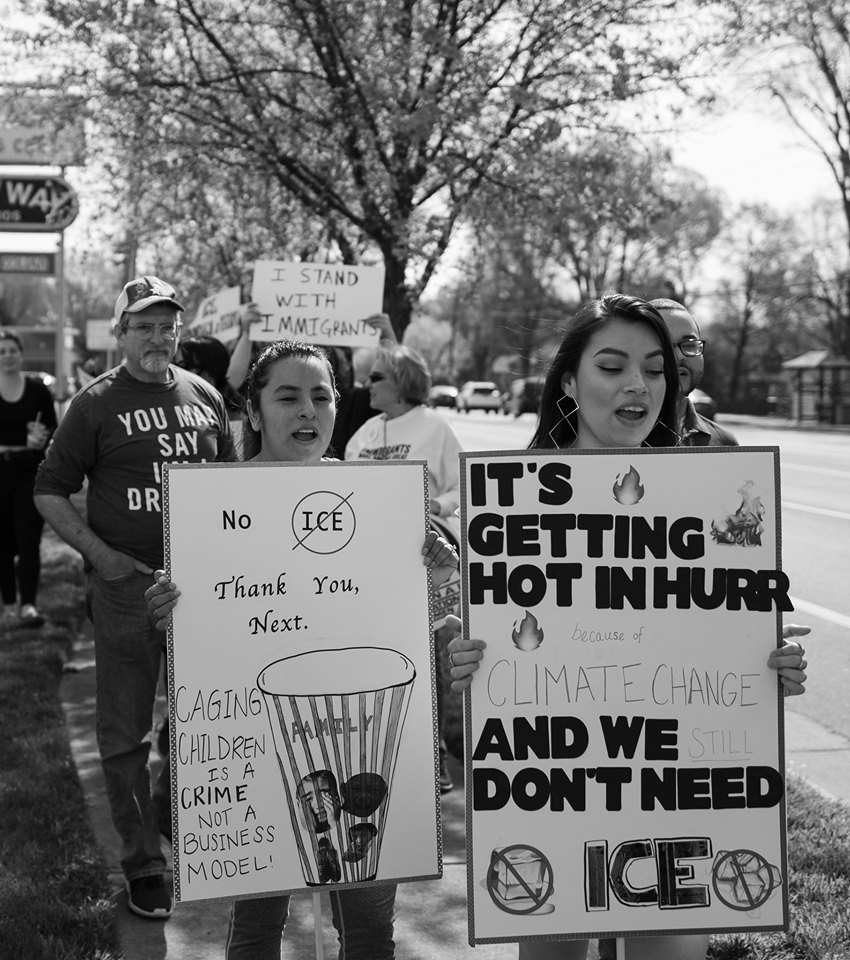 WAY
I STAND
WITH
IMMIGRANTS
YOU MAY
SAY
DR
No ICE
Thank You,
Next.
CAGING
CHILDREN
IS A
CRIME
NOT A
BUSINESS
MODEL!
FAMILY
IT'S
GETTING
HOT IN HURR
because of
CLIMATE CHANGE
AND WE STILL
DON'T NEED
ICE